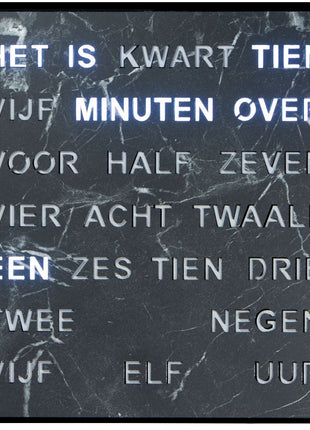 HET IS KWART TIEN
VIJF MINUTEN OVER
VOOR HALF ZEVEN
VIER ACHT TWAALF
EEN ZES TIEN DRIE
TWEE NEGEN
VIJF ELF UUR